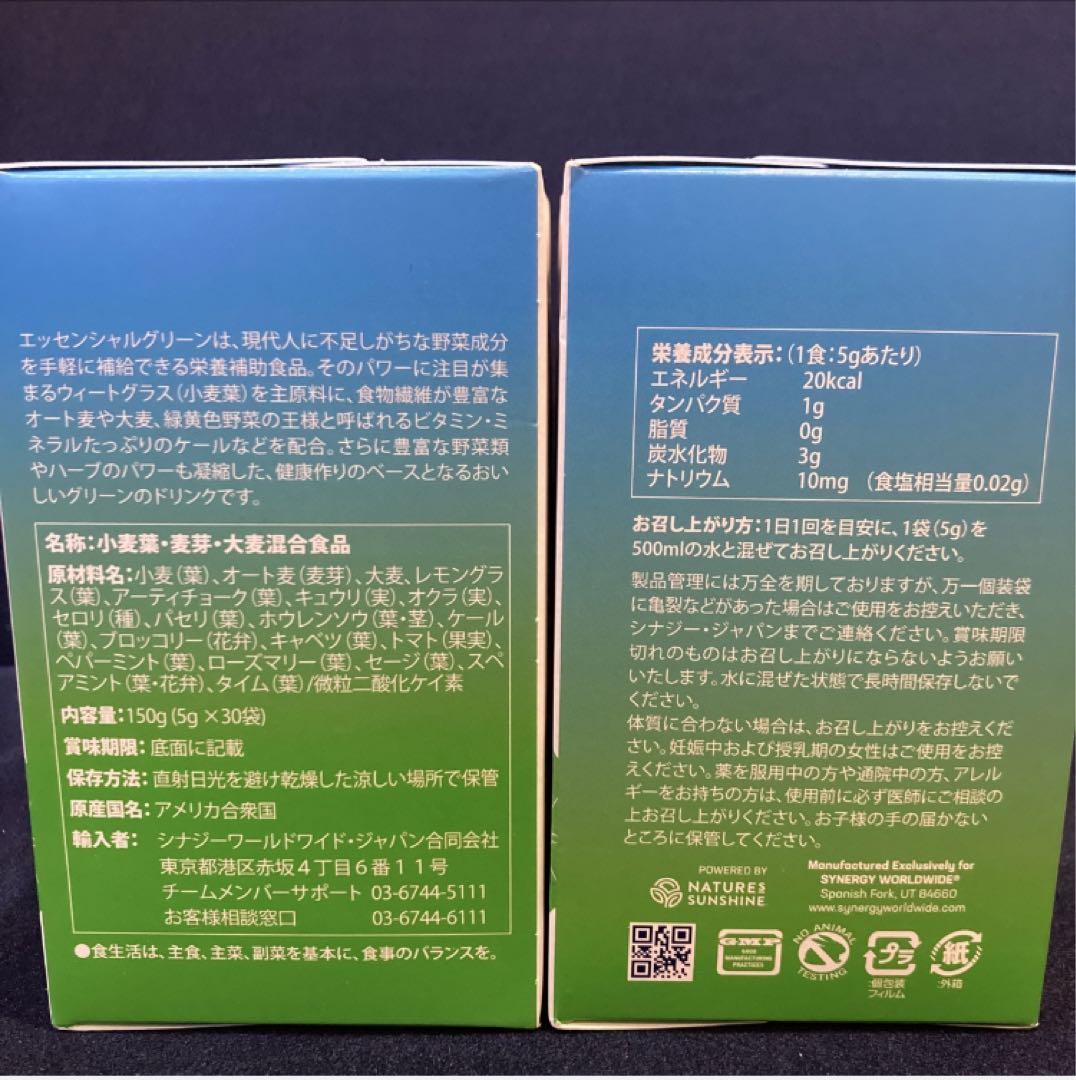 エッセンシャルグリーンは、現代人に不足しがちな野菜成分
を手軽に補給できる栄養補助食品。そのパワーに注目が集
まるウィートグラス(小麦葉)を主原料に、食物繊維が豊富な
オート麦や大麦、緑黄色野菜の王様と呼ばれるビタミン・ミ
ネラルたっぷりのケールなどを配合。さらに豊富な野菜類
やハーブのパワーも凝縮した、健康作りのベースとなるおい
しいグリーンのドリンクです。
名称:小麦葉・麦芽・大麦混合食品
原材料名:小麦(葉)、オート麦(麦芽)、大麦、レモングラ
ス(葉)、アーティチョーク(葉)、キュウリ(実)、オクラ(実)、
セロリ(種)、パセリ(葉)、ホウレンソウ(葉・茎)、ケール
(葉)、ブロッコリー(花弁)、キャベツ(葉)、トマト(果実)、
ペパーミント(葉)、ローズマリー(葉)、セージ(葉)、スペ
アミント(葉・花弁)、タイム(葉)/微粒二酸化ケイ素
内容量:150g(5g×30袋)
賞味期限:底面に記載
保存方法:直射日光を避け乾燥した涼しい場所で保管
原産国名:アメリカ合衆国
輸入者:シナジーワールドワイド・ジャパン合同会社
東京都港区赤坂4丁目6番11号
チームメンバーサポート 03-6744-5111
お客様相談窓口 03-6744-6111
●食生活は、主食、主菜、副菜を基本に、食事のバランスを。
栄養成分表示:(1食:5gあたり)
エネルギー 20kcal
タンパク質 1g
脂質 0g
炭水化物 3g
ナトリウム 10mg (食塩相当量0.02g)
お召し上がり方:1日1回を目安に、1袋(5g)を
500mlの水と混ぜてお召し上がりください。
製品管理には万全を期しておりますが、万一個装袋
に亀裂などがあった場合はご使用をお控えいただき、
シナジー・ジャパンまでご連絡ください。賞味期限
切れのものはお召し上がりにならないようお願い
いたします。水に混ぜた状態で長時間保存しないで
ください。
体質に合わない場合は、お召し上がりをお控えくだ
さい。妊娠中および授乳期の女性はご使用をお控
えください。薬を服用中の方や通院中の方、アレル
ギーをお持ちの方は、使用前に必ず医師にご相談の
上お召し上がりください。お子様の手の届かない
ところに保管してください。
POWERED BY
NATURE'S
SUNSHINE
Manufactured Exclusively for
SYNERGY WORLDWIDE®
Spanish Fork, UT 84660
www.synergyworldwide.com
GMP
GOOD
MANUFACTURING
PRACTICES
NO ANIMAL
TESTING
プラ
:個包装
フィルム
紙
:外箱